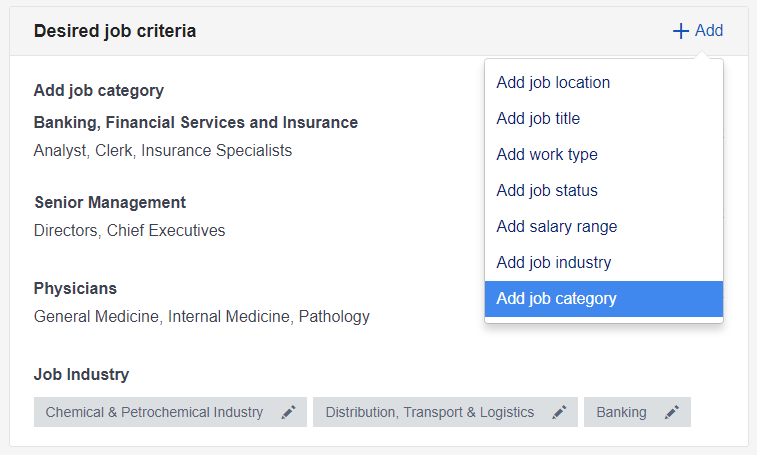 Desired job criteria
+ Add
Add job category
Banking, Financial Services and Insurance
Analyst, Clerk, Insurance Specialists
Senior Management
Directors, Chief Executives
Physicians
General Medicine, Internal Medicine, Pathology
Add job location
Add job title
Add work type
Add job status
Add salary range
Add job industry
Add job category
Job Industry
Chemical & Petrochemical Industry
Distribution, Transport & Logistics
Banking